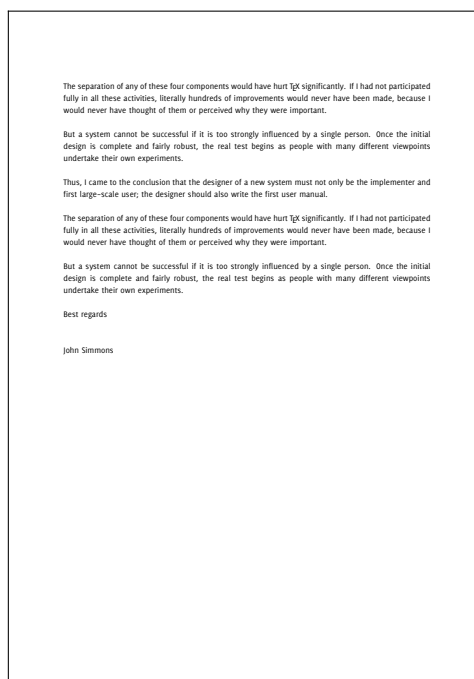 The separation of any of these four components would have hurt TEX significantly. If I had not participated
fully in all these activities, literally hundreds of improvements would never have been made, because I
would never have thought of them or perceived why they were important.
But a system cannot be successful if it is too strongly influenced by a single person. Once the initial
design is complete and fairly robust, the real test begins as people with many different viewpoints
undertake their own experiments.
Thus, I came to the conclusion that the designer of a new system must not only be the implementer and
first large-scale user; the designer should also write the first user manual.
The separation of any of these four components would have hurt TEX significantly. If I had not participated
fully in all these activities, literally hundreds of improvements would never have been made, because I
would never have thought of them or perceived why they were important.
But a system cannot be successful if it is too strongly influenced by a single person. Once the initial
design is complete and fairly robust, the real test begins as people with many different viewpoints
undertake their own experiments.
Best regards
John Simmons